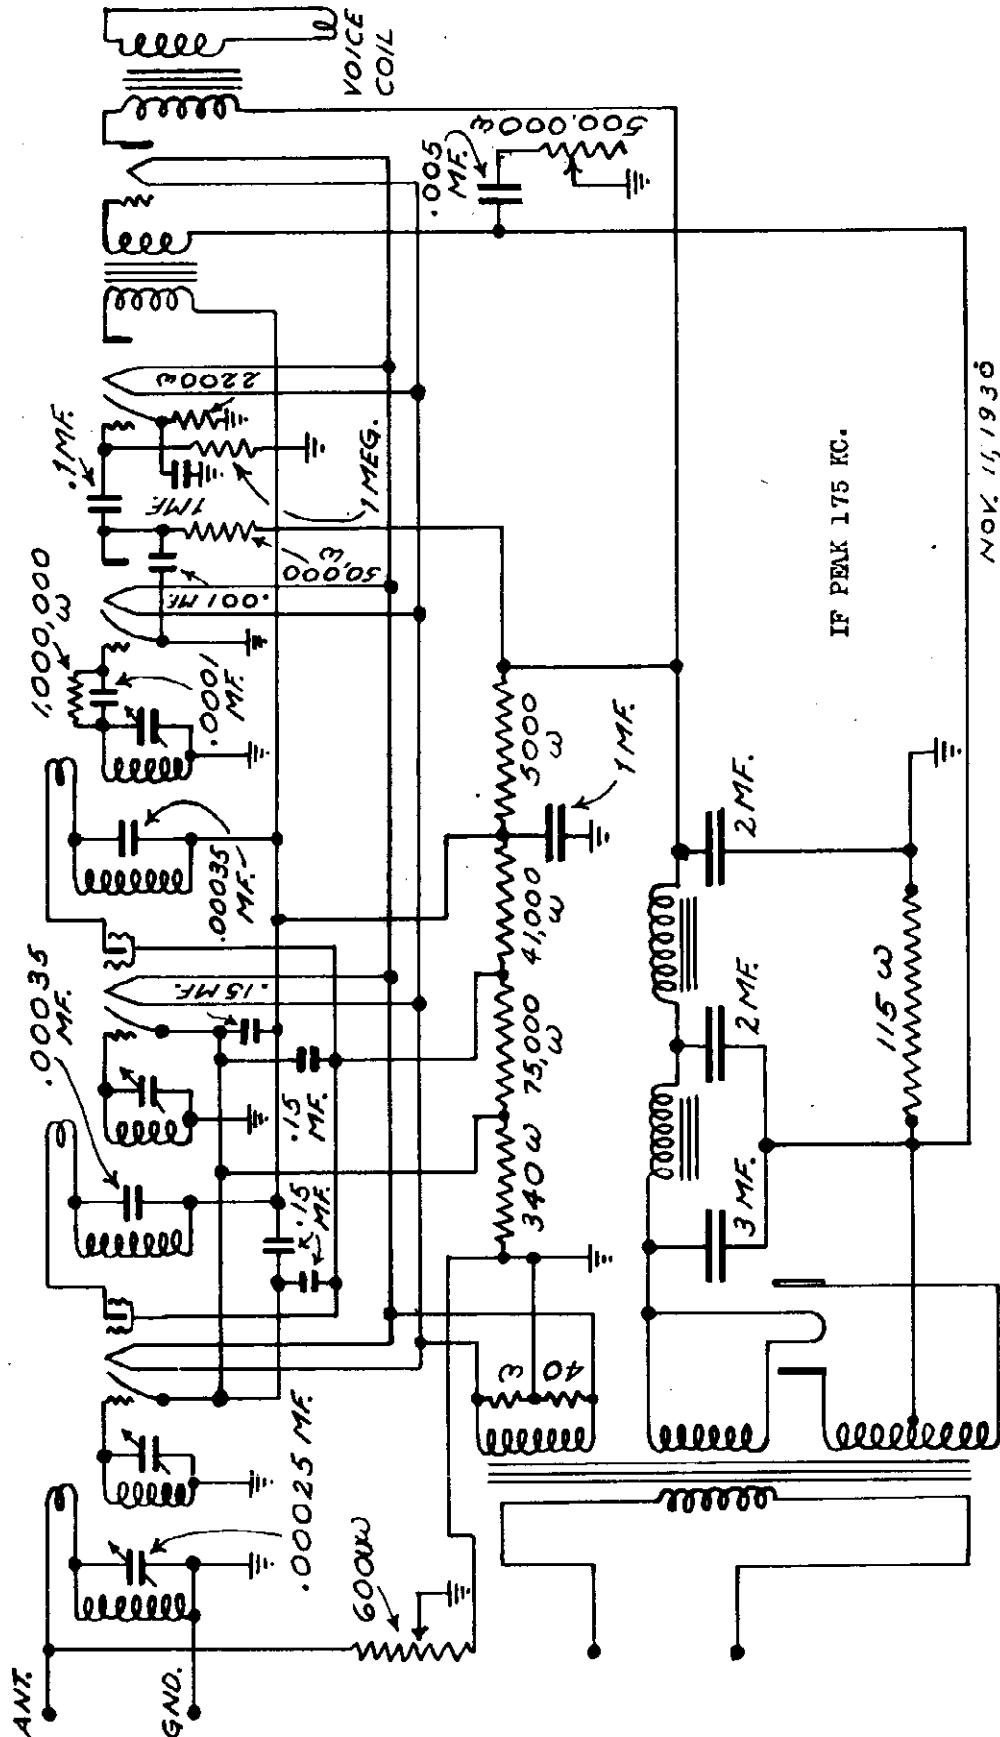 ANT.
GND.
.00025 MF.
600 ω
.00035
MF.
.15 MF.
.15
MF.
.15
MF.
.00035
MF.
1,000,000
ω
.0001
MF.
.001 MF.
50,000
ω
1 MF.
.1 MF.
1 MEG.
2200 ω
.005
MF.
500,000 ω
VOICE
COIL
340 ω
75,000
41,000
ω
5000
ω
1 MF.
40
ω
3 MF.
2 MF.
2 MF.
115 ω
IF PEAK 175 KC.
NOV. 11, 1930